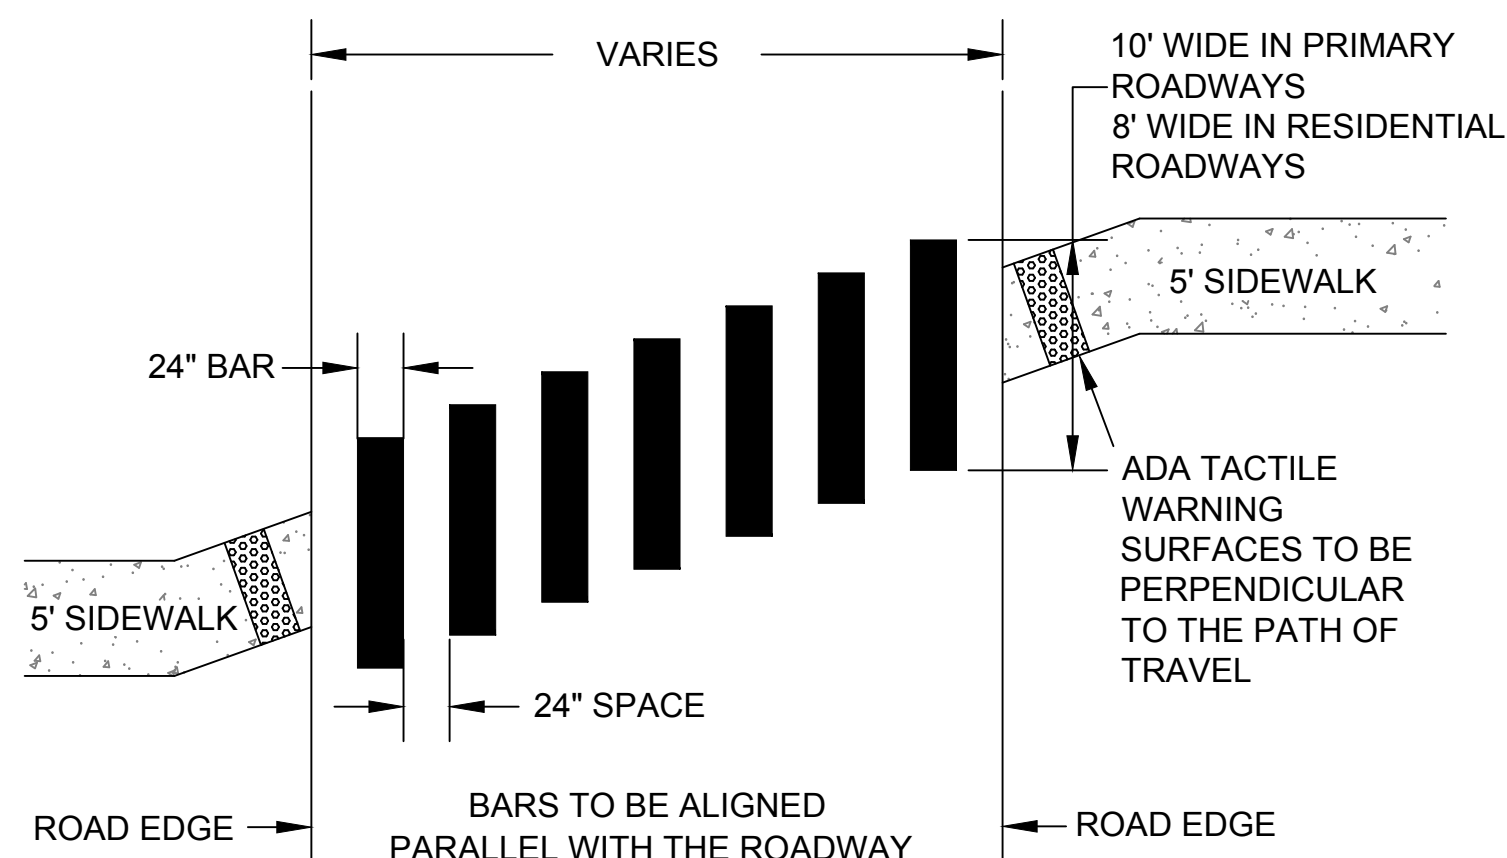 VARIES
10' WIDE IN PRIMARY
ROADWAYS
8' WIDE IN RESIDENTIAL
ROADWAYS
5' SIDEWALK
24" BAR
ADA TACTILE
WARNING
SURFACES TO BE
PERPENDICULAR
TO THE PATH OF
TRAVEL
5' SIDEWALK
24" SPACE
BARS TO BE ALIGNED
PARALLEL WITH THE ROADWAY
ROAD EDGE
ROAD EDGE